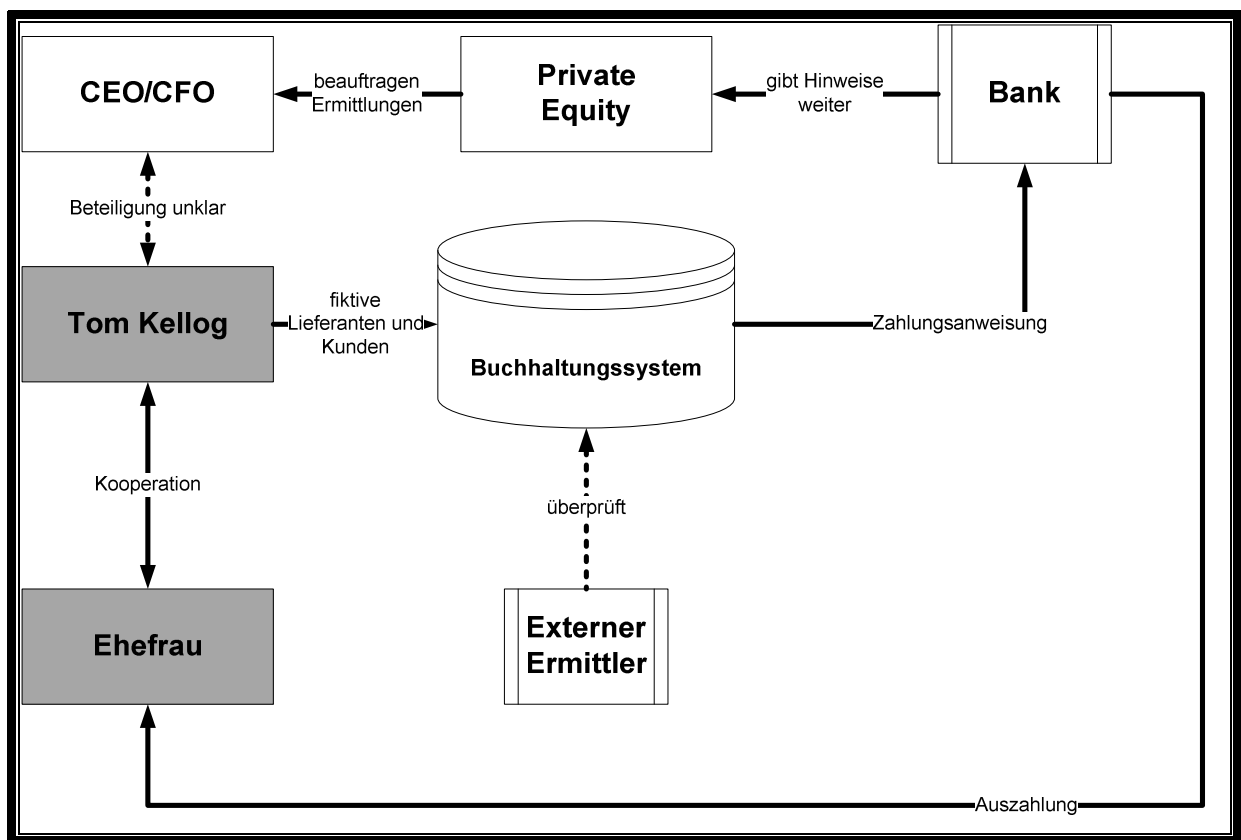 CEO/CFO
beauftragen
Ermittlungen
Private
Equity
gibt Hinweise
weiter
Bank
Beteiligung unklar
Tom Kellog
fiktive
Lieferanten und
Kunden
Buchhaltungssystem
Zahlungsanweisung
Kooperation
überprüft
Ehefrau
Externer
Ermittler
Auszahlung